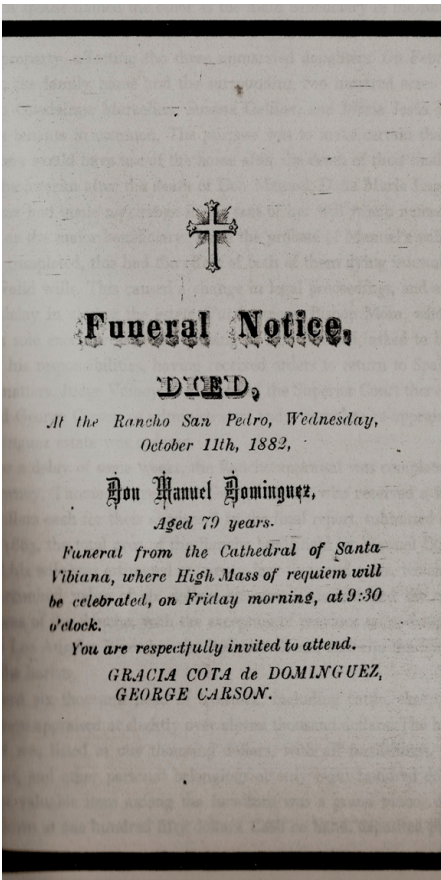 Funeral Notice,
DIED,
At the Rancho San Pedro, Wednesday,
October 11th, 1882,
Don Manuel Dominguez,
Aged 79 years.
Funeral from the Cathedral of Santa
Vibiana, where High Mass of requiem will
be celebrated, on Friday morning, at 9:30
o'clock.
You are respectfully invited to attend.
GRACIA COTA de DOMINGUEZ,
GEORGE CARSON.